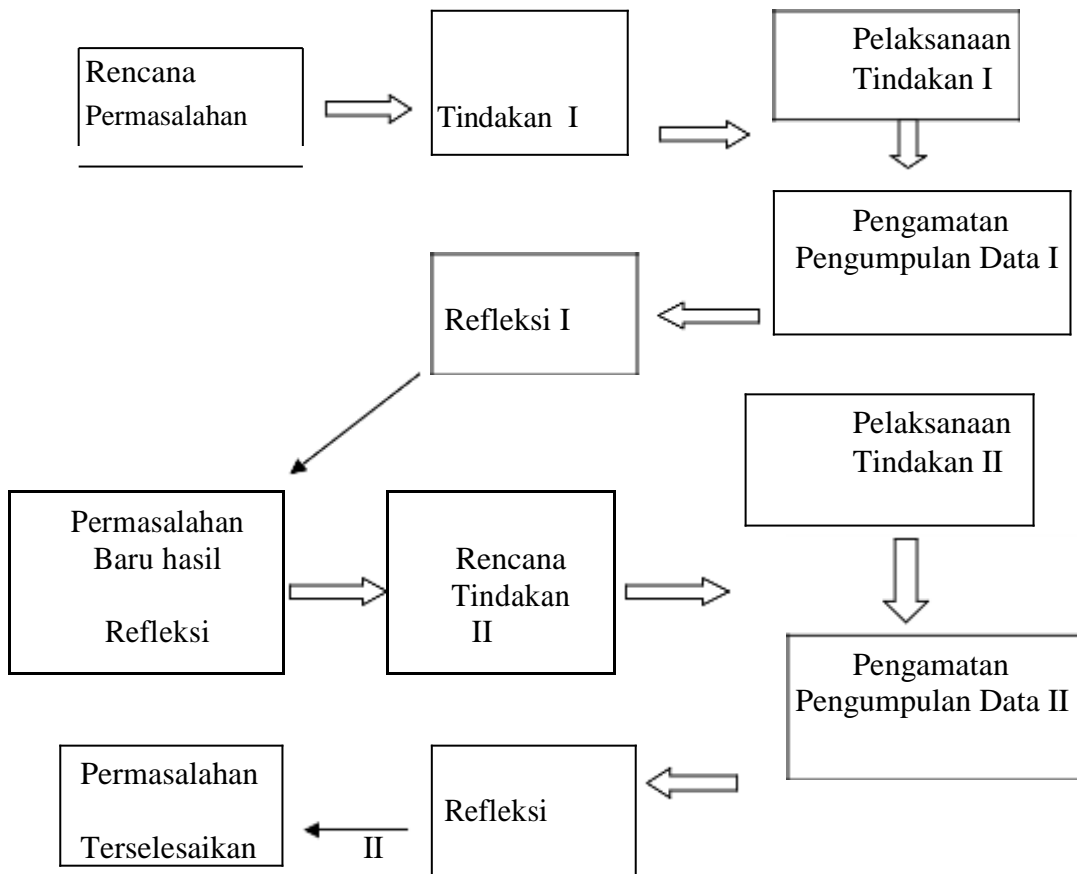 Rencana
Permasalahan
Tindakan I
Pelaksanaan
Tindakan I
Pengamatan
Pengumpulan Data I
Refleksi I
Permasalahan
Baru hasil
Refleksi
Rencana
Tindakan
II
Pelaksanaan
Tindakan II
Pengamatan
Pengumpulan Data II
Refleksi
II
Permasalahan
Terselesaikan